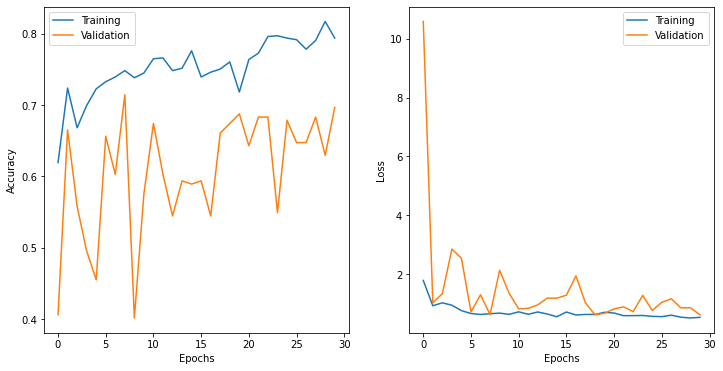 Training
Validation
Accuracy
0.8
0.7
0.6
0.5
0.4
0 5 10 15 20 25 30
Epochs
Training
Validation
Loss
10
8
6
4
2
0 5 10 15 20 25 30
Epochs